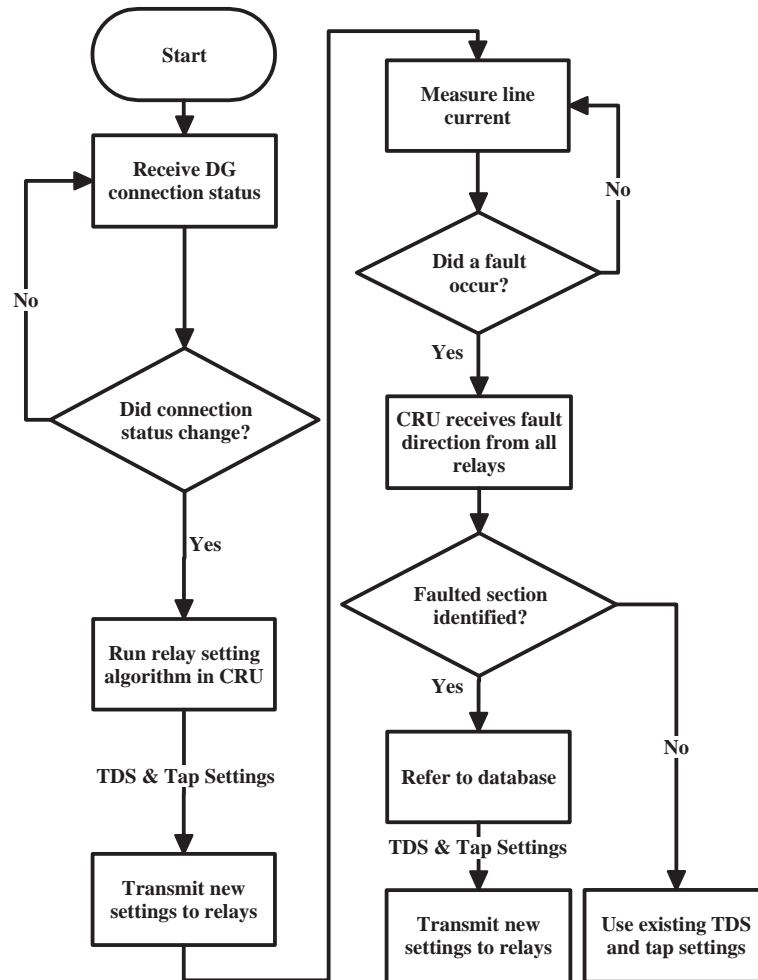 Start
Receive DG
connection status
No
Did connection
status change?
Yes
Run relay setting
algorithm in CRU
TDS & Tap Settings
Transmit new
settings to relays
Measure line
current
No
Did a fault
occur?
Yes
CRU receives fault
direction from all
relays
Faulted section
identified?
Yes
No
Refer to database
TDS & Tap Settings
Transmit new
settings to relays
Use existing TDS
and tap settings